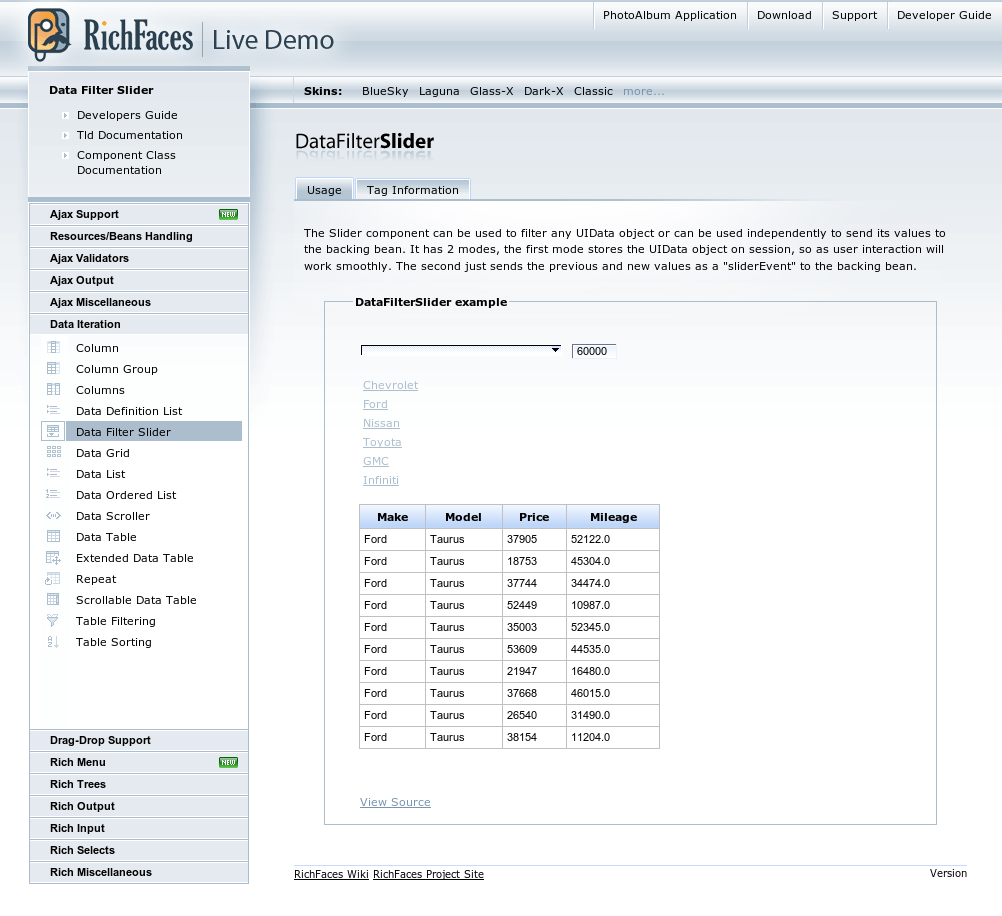 PhotoAlbum Application Download Support Developer Guide
RichFaces Live Demo
Skins: BlueSky Laguna Glass-X Dark-X Classic more...
Data Filter Slider
Developers Guide
Tld Documentation
Component Class
Documentation
Ajax Support NEW
Resources/Beans Handling
Ajax Validators
Ajax Output
Ajax Miscellaneous
Data Iteration
Column
Column Group
Columns
Data Definition List
Data Filter Slider
Data Grid
Data List
Data Ordered List
Data Scroller
Data Table
Extended Data Table
Repeat
Scrollable Data Table
Table Filtering
Table Sorting
Drag-Drop Support
Rich Menu NEW
Rich Trees
Rich Output
Rich Input
Rich Selects
Rich Miscellaneous
DataFilterSlider
Usage Tag Information
The Slider component can be used to filter any UIData object or can be used independently to send its values to
the backing bean. It has 2 modes, the first mode stores the UIData object on session, so as user interaction will
work smoothly. The second just sends the previous and new values as a "sliderEvent" to the backing bean.
DataFilterSlider example
60000
Chevrolet
Ford
Nissan
Toyota
GMC
Infiniti
Make Model Price Mileage
Ford Taurus 37905 52122.0
Ford Taurus 18753 45304.0
Ford Taurus 37744 34474.0
Ford Taurus 52449 10987.0
Ford Taurus 35003 52345.0
Ford Taurus 53609 44535.0
Ford Taurus 21947 16480.0
Ford Taurus 37668 46015.0
Ford Taurus 26540 31490.0
Ford Taurus 38154 11204.0
View Source
RichFaces Wiki RichFaces Project Site Version